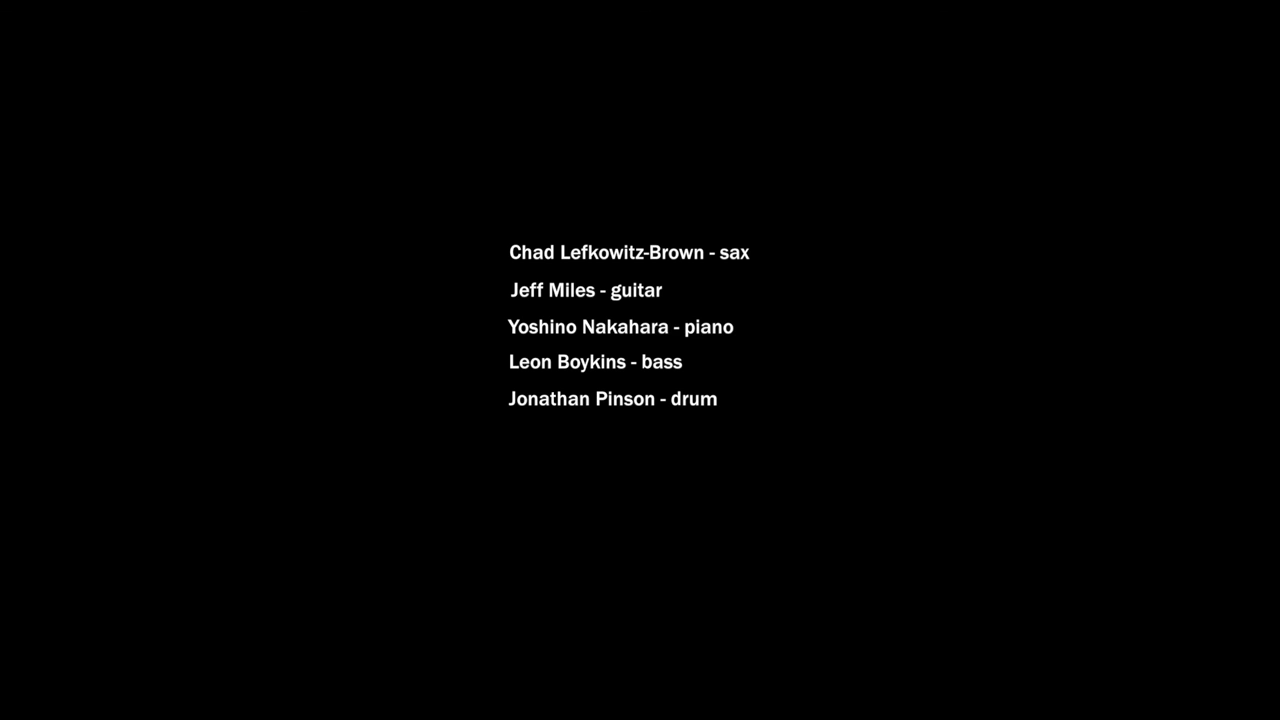 Chad Lefkowitz-Brown - sax
Jeff Miles - guitar
Yoshino Nakahara - piano
Leon Boykins - bass
Jonathan Pinson - drum